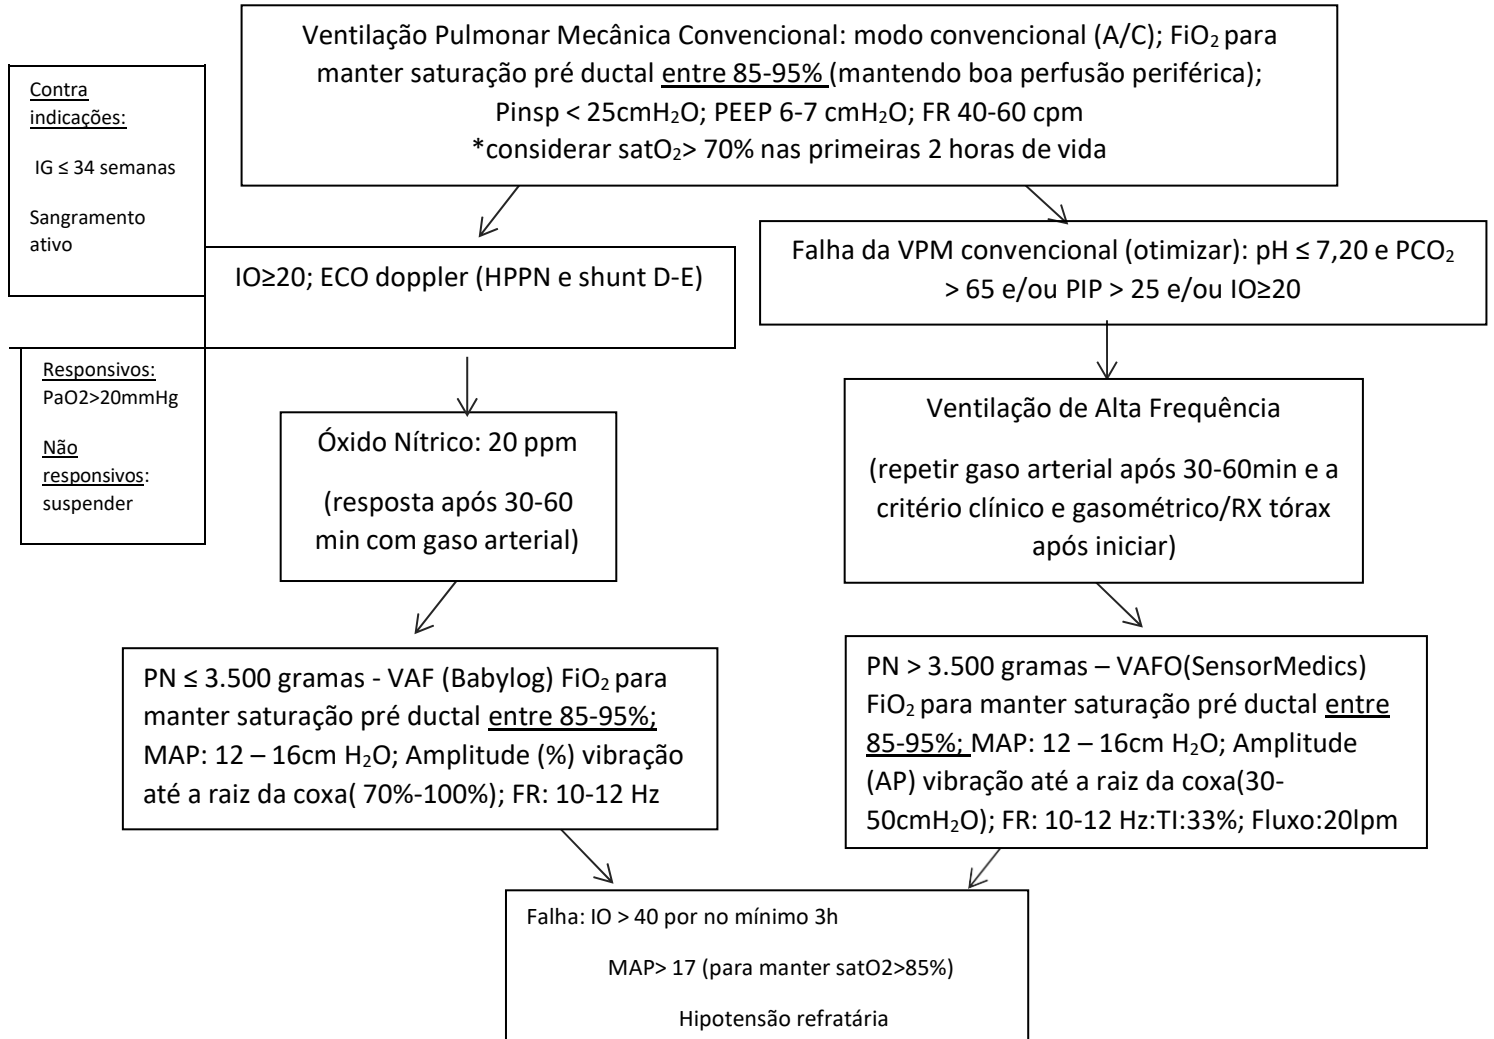 Ventilação Pulmonar Mecânica Convencional: modo convencional (A/C); FiO₂ para
manter saturação pré ductal entre 85-95% (mantendo boa perfusão periférica);
Pinsp < 25cmH₂O; PEEP 6-7 cmH₂O; FR 40-60 cpm
*considerar satO₂> 70% nas primeiras 2 horas de vida
Contra
indicações:
IG ≤ 34 semanas
Sangramento
ativo
IO≥20; ECO doppler (HPPN e shunt D-E)
Falha da VPM convencional (otimizar): pH ≤ 7,20 e PCO₂
> 65 e/ou PIP > 25 e/ou IO≥20
Responsivos:
PaO2>20mmHg
Não
responsivos:
suspender
Óxido Nítrico: 20 ppm
(resposta após 30-60
min com gaso arterial)
Ventilação de Alta Frequência
(repetir gaso arterial após 30-60min e a
critério clínico e gasométrico/RX tórax
após iniciar)
PN ≤ 3.500 gramas - VAF (Babylog) FiO₂ para
manter saturação pré ductal entre 85-95%;
MAP: 12 – 16cm H₂O; Amplitude (%) vibração
até a raiz da coxa( 70%-100%); FR: 10-12 Hz
PN > 3.500 gramas – VAFO(SensorMedics)
FiO₂ para manter saturação pré ductal entre
85-95%; MAP: 12 – 16cm H₂O; Amplitude
(AP) vibração até a raiz da coxa(30-
50cmH₂O); FR: 10-12 Hz:TI:33%; Fluxo:20lpm
Falha: IO > 40 por no mínimo 3h
MAP> 17 (para manter satO2>85%)
Hipotensão refratária